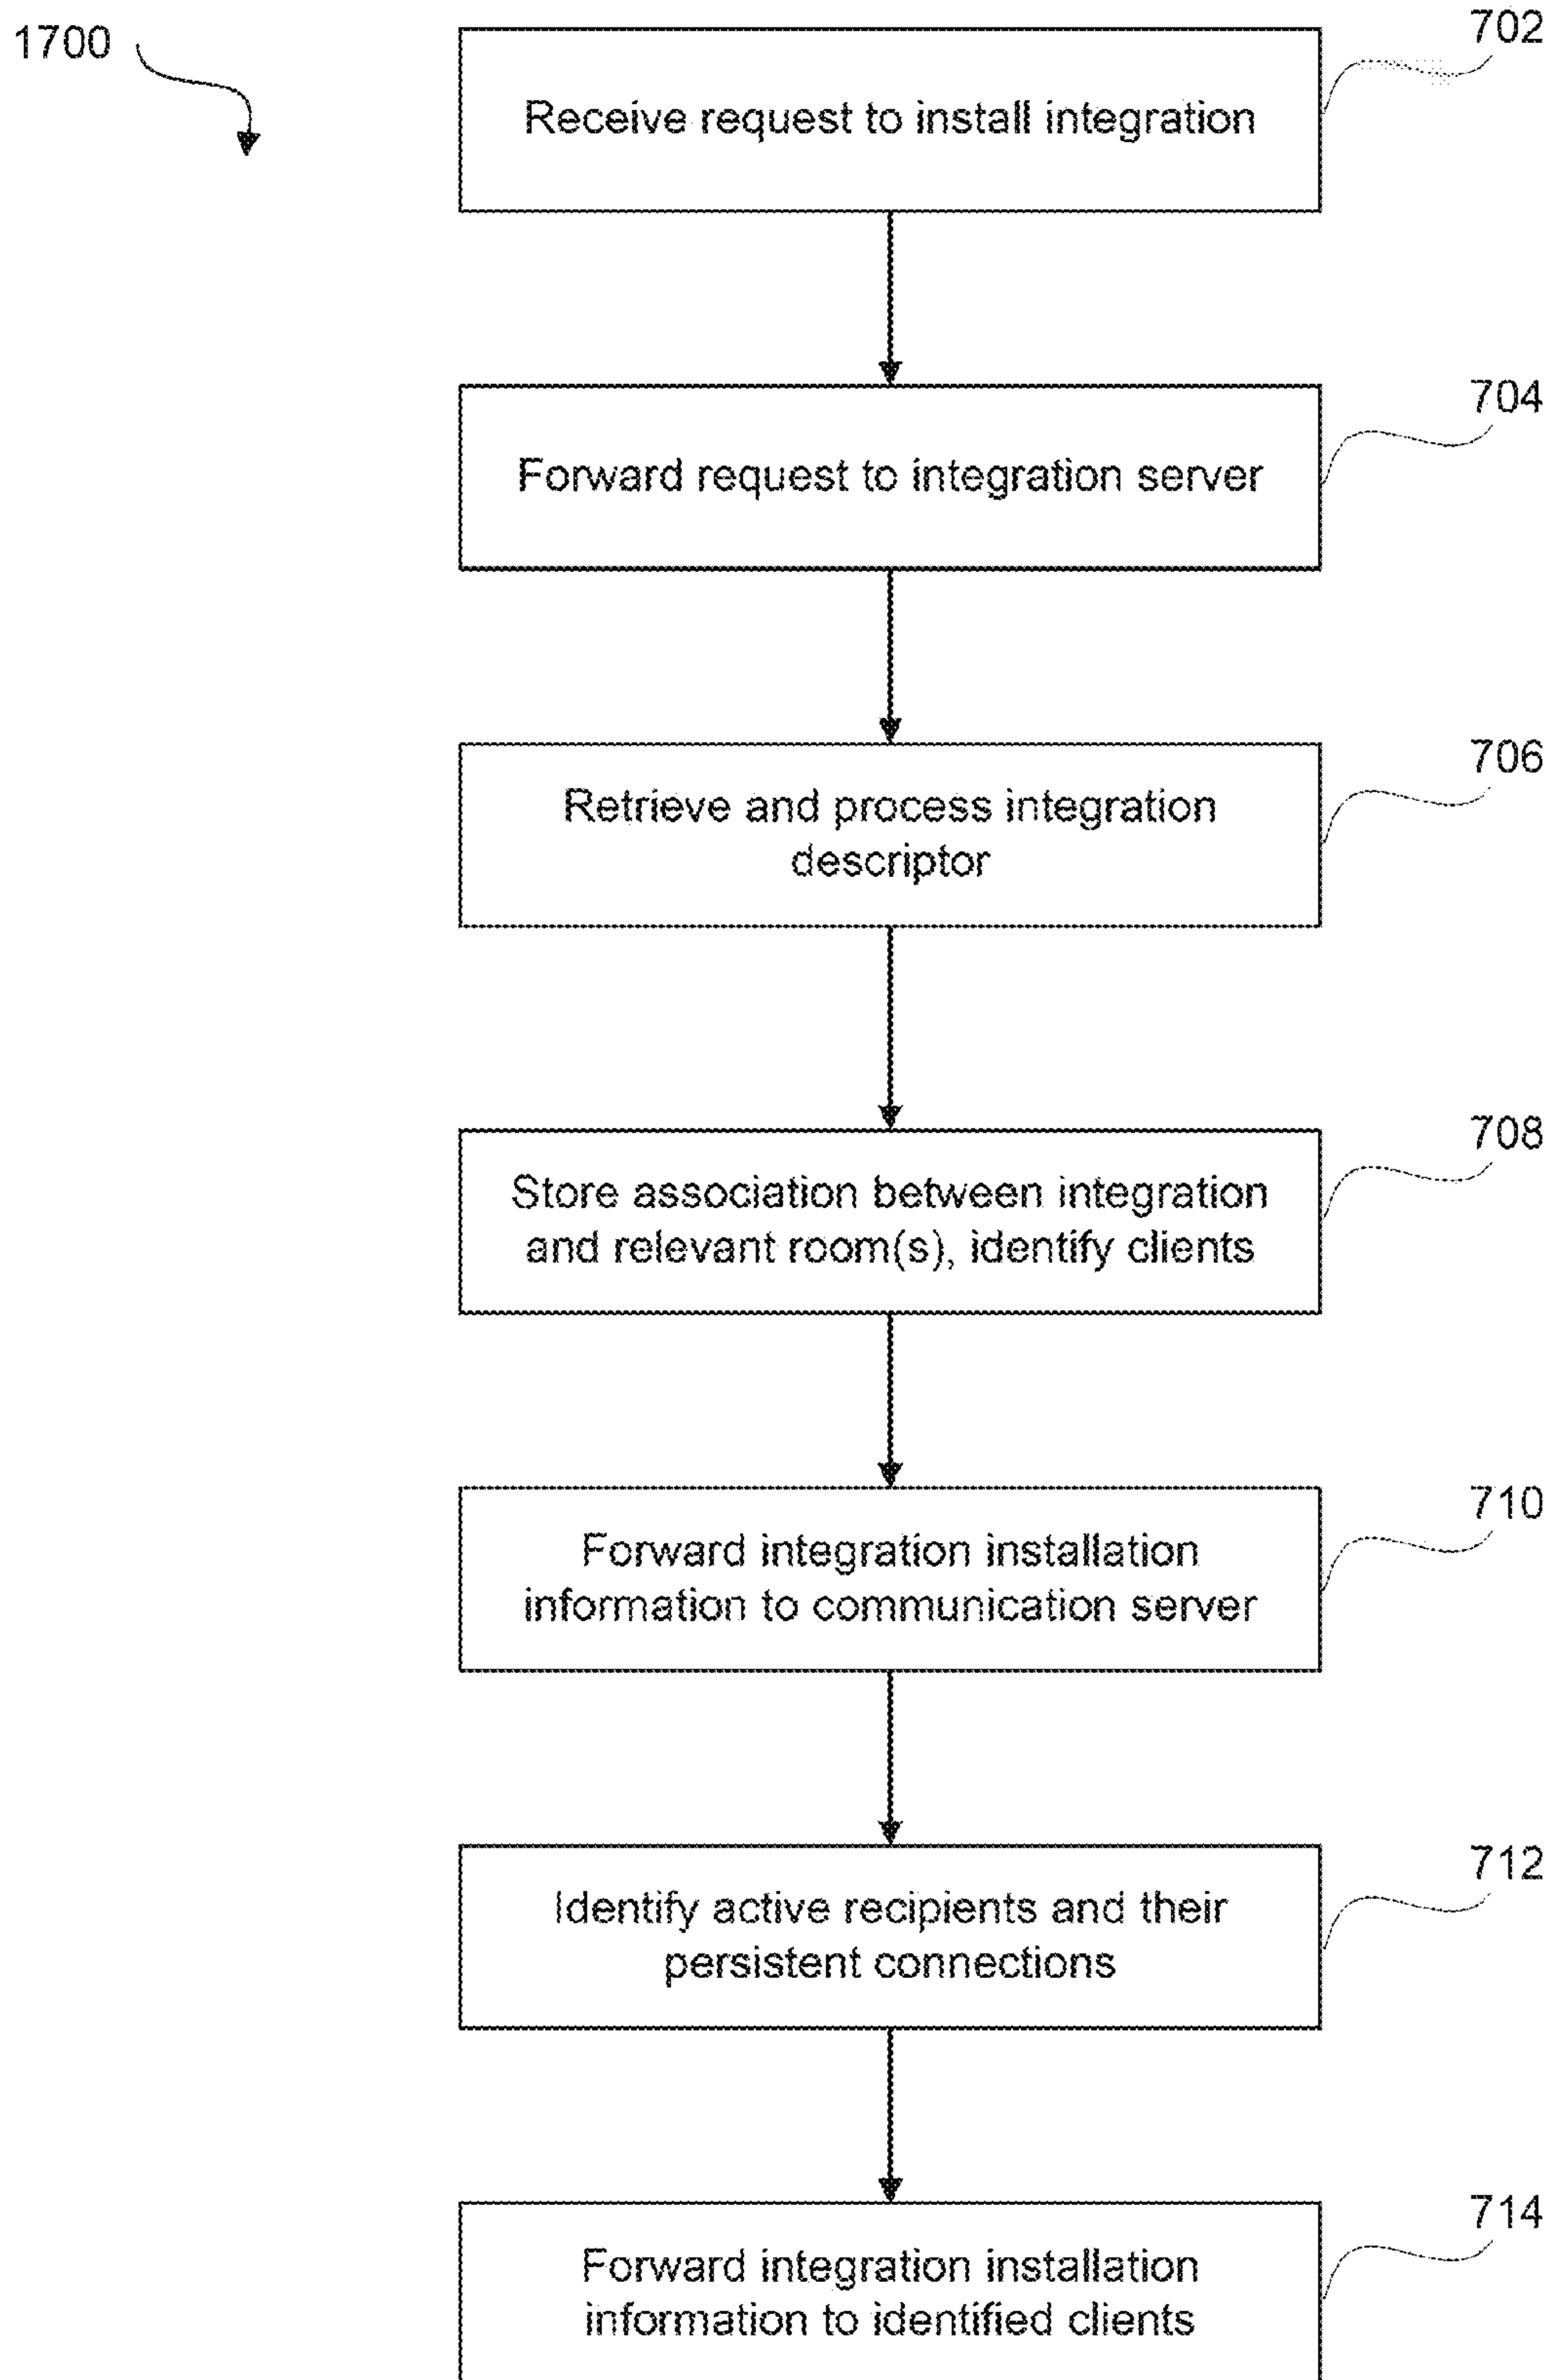 1700
702
Receive request to install integration
704
Forward request to integration server
706
Retrieve and process integration
descriptor
708
Store association between integration
and relevant room(s), identify clients
710
Forward integration installation
information to communication server
712
Identify active recipients and their
persistent connections
714
Forward integration installation
information to identified clients